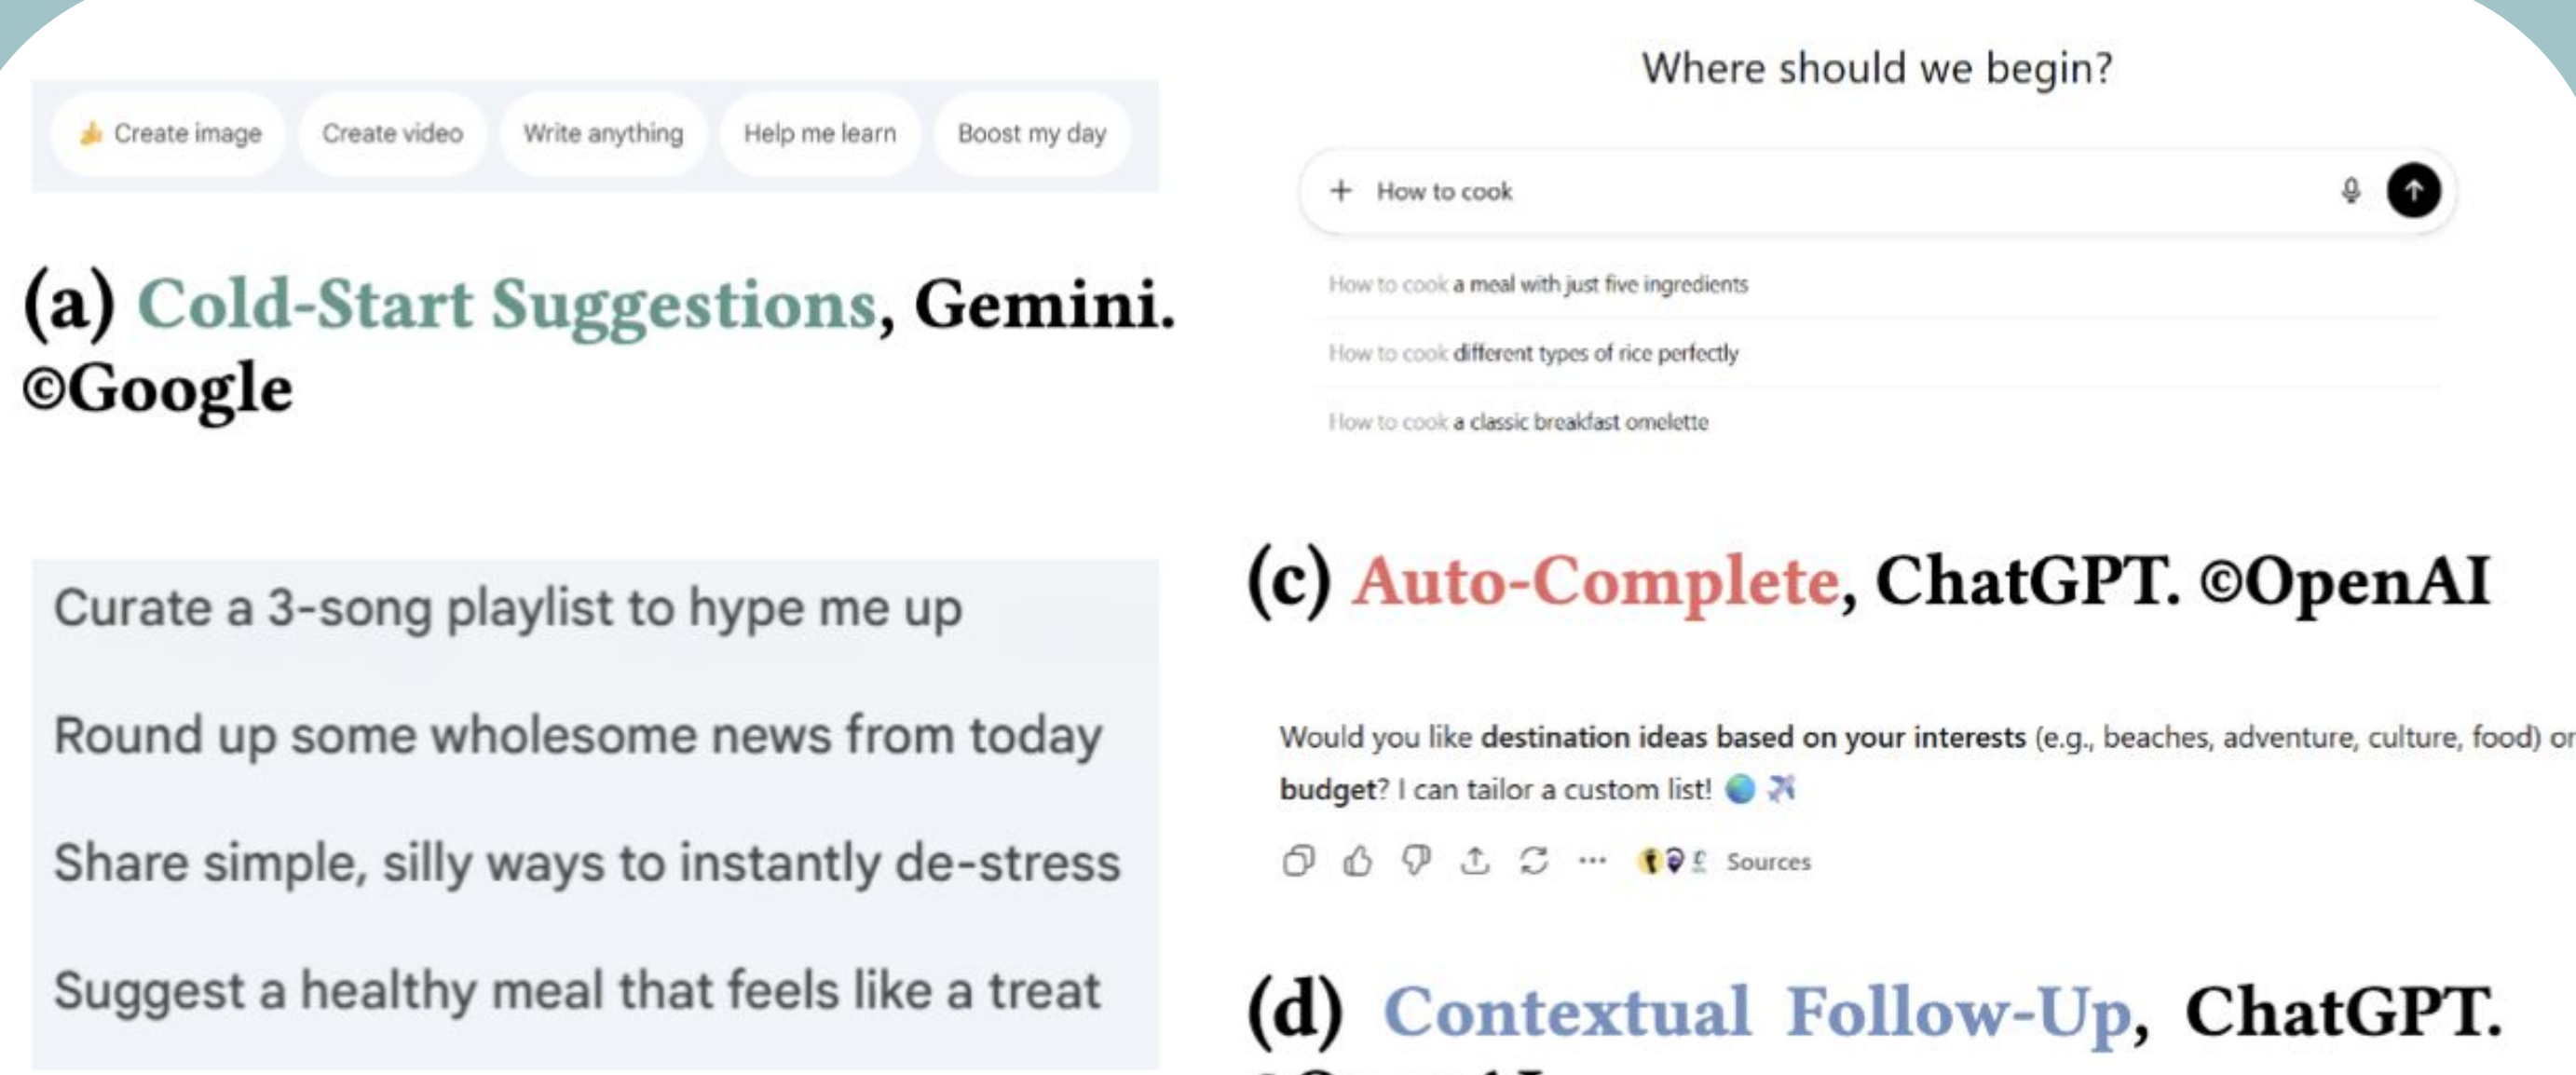 Create image Create video Write anything Help me learn Boost my day
(a) Cold-Start Suggestions, Gemini.
©Google
Curate a 3-song playlist to hype me up
Round up some wholesome news from today
Share simple, silly ways to instantly de-stress
Suggest a healthy meal that feels like a treat
Where should we begin?
How to cook
How to cook a meal with just five ingredients
How to cook different types of rice perfectly
How to cook a classic breakfast omelette
(c) Auto-Complete, ChatGPT. ©OpenAI
Would you like destination ideas based on your interests (e.g., beaches, adventure, culture, food) or
budget? I can tailor a custom list!
Sources
(d) Contextual Follow-Up, ChatGPT.